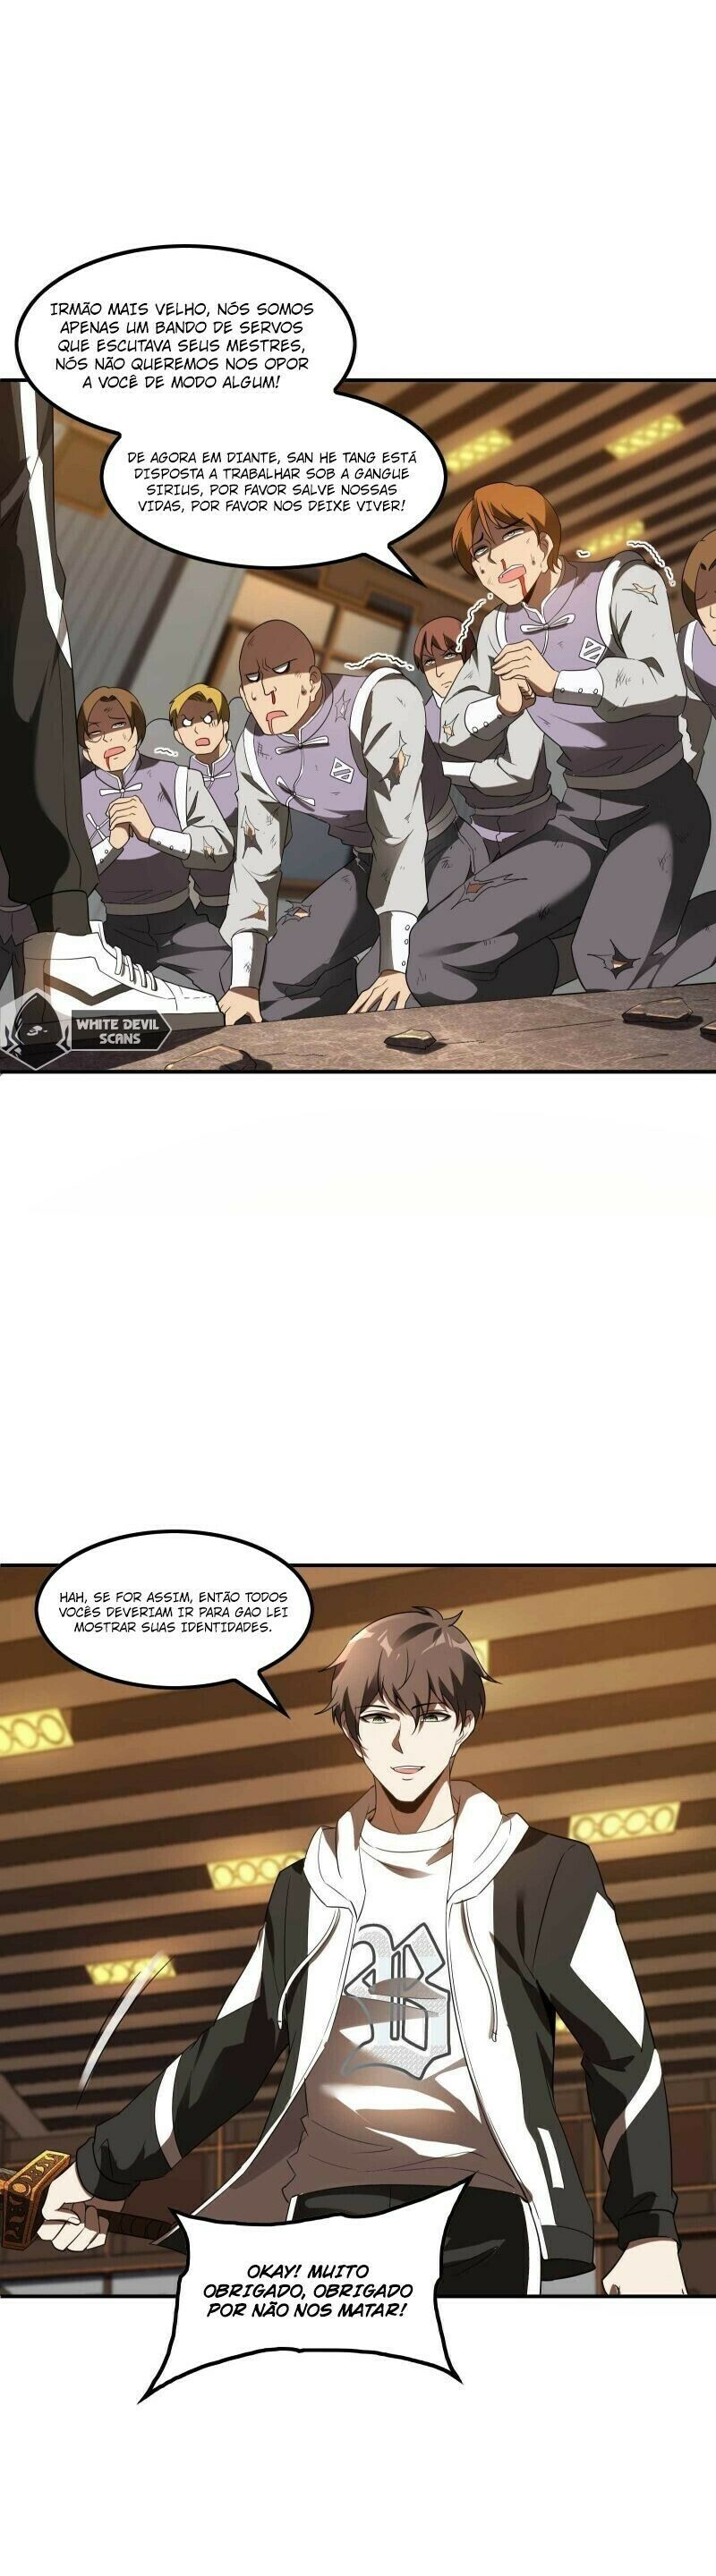 IRMÃO MAIS VELHO, NÓS SOMOS
APENAS UM BANDO DE SERVOS
QUE ESCUTAVA SEUS MESTRES,
NÓS NÃO QUEREMOS NOS OPOR
A VOCÊ DE MODO ALGUM!
DE AGORA EM DIANTE, SAN HE TANG ESTÁ
DISPOSTA A TRABALHAR SOB A GANGUE
SIRIUS, POR FAVOR SALVE NOSSAS
VIDAS, POR FAVOR NOS DEIXE VIVER!
WHITE DEVIL
SCANS
HAH, SE FOR ASSIM, ENTÃO TODOS
VOCÊS DEVERIAM IR PARA GAO LEI
MOSTRAR SUAS IDENTIDADES.
B
OKAY! MUITO
OBRIGADO, OBRIGADO
POR NÃO NOS MATAR!